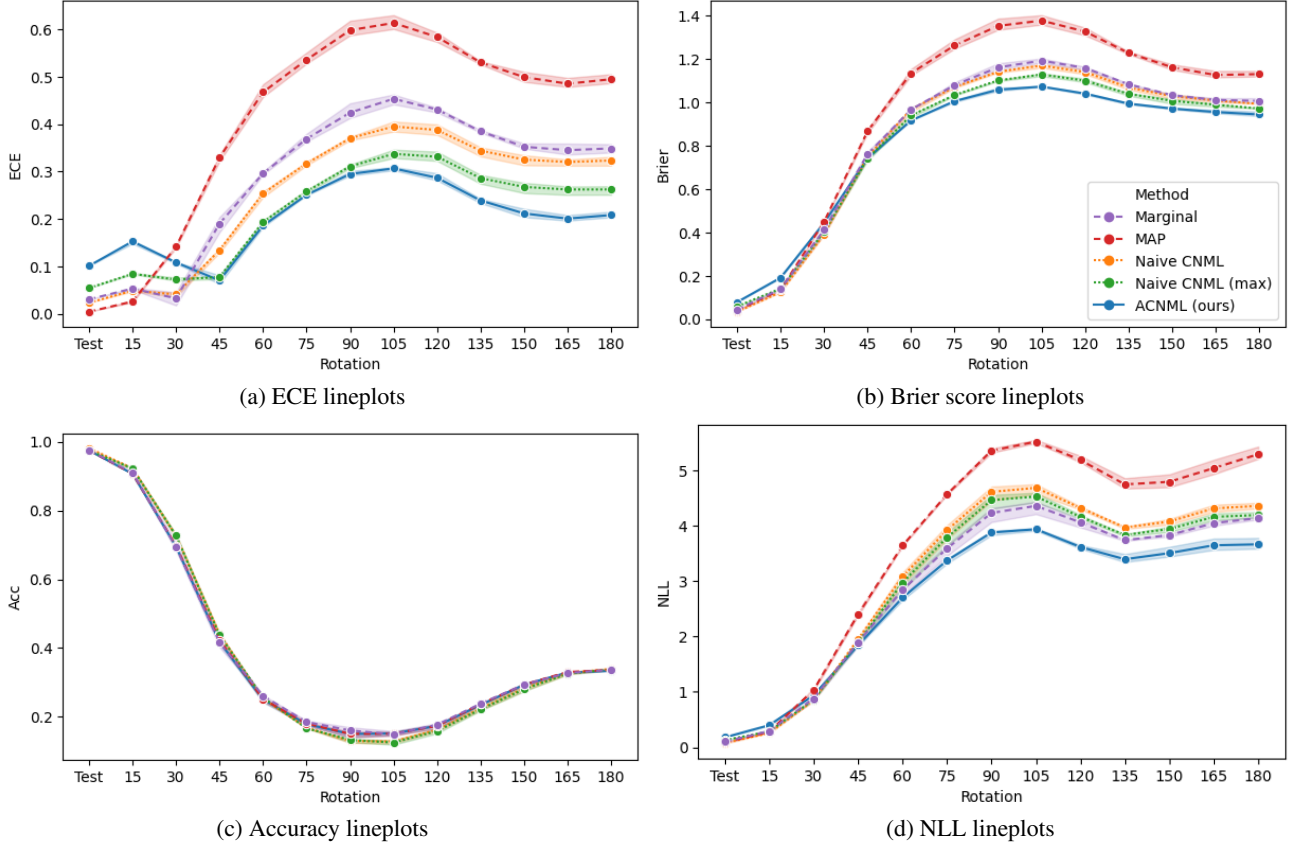 0.6
0.5
0.4
0.3
0.2
0.1
0.0
ECE
Test 15 30 45 60 75 90 105 120 135 150 165 180
Rotation
(a) ECE lineplots
1.4
1.2
1.0
0.8
0.6
0.4
0.2
0.0
Brier
Method
Marginal
MAP
Naive CNML
Naive CNML (max)
ACNML (ours)
Test 15 30 45 60 75 90 105 120 135 150 165 180
Rotation
(b) Brier score lineplots
1.0
0.8
0.6
0.4
0.2
Acc
Test 15 30 45 60 75 90 105 120 135 150 165 180
Rotation
(c) Accuracy lineplots
5
4
3
2
1
0
NLL
Test 15 30 45 60 75 90 105 120 135 150 165 180
Rotation
(d) NLL lineplots